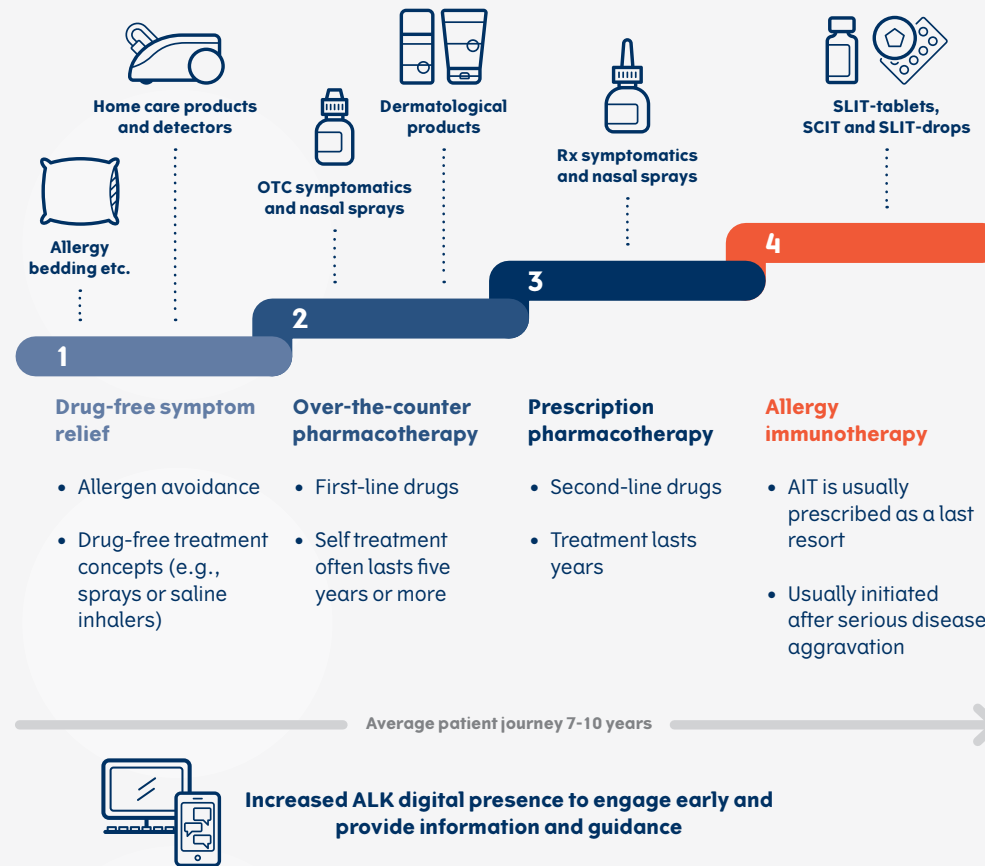 Home care products
and detectors
Dermatological
products
SLIT-tablets,
SCIT and SLIT-drops
Rx symptomatics
and nasal sprays
OTC symptomatics
and nasal sprays
Allergy
bedding etc.
1
2
3
4
Drug-free symptom
relief
• Allergen avoidance
• Drug-free treatment
concepts (e.g.,
sprays or saline
inhalers)
Over-the-counter
pharmacotherapy
• First-line drugs
• Self treatment
often lasts five
years or more
Prescription
pharmacotherapy
• Second-line drugs
• Treatment lasts
years
Allergy
immunotherapy
• AIT is usually
prescribed as a last
resort
• Usually initiated
after serious disease
aggravation
Average patient journey 7-10 years
Increased ALK digital presence to engage early and
provide information and guidance